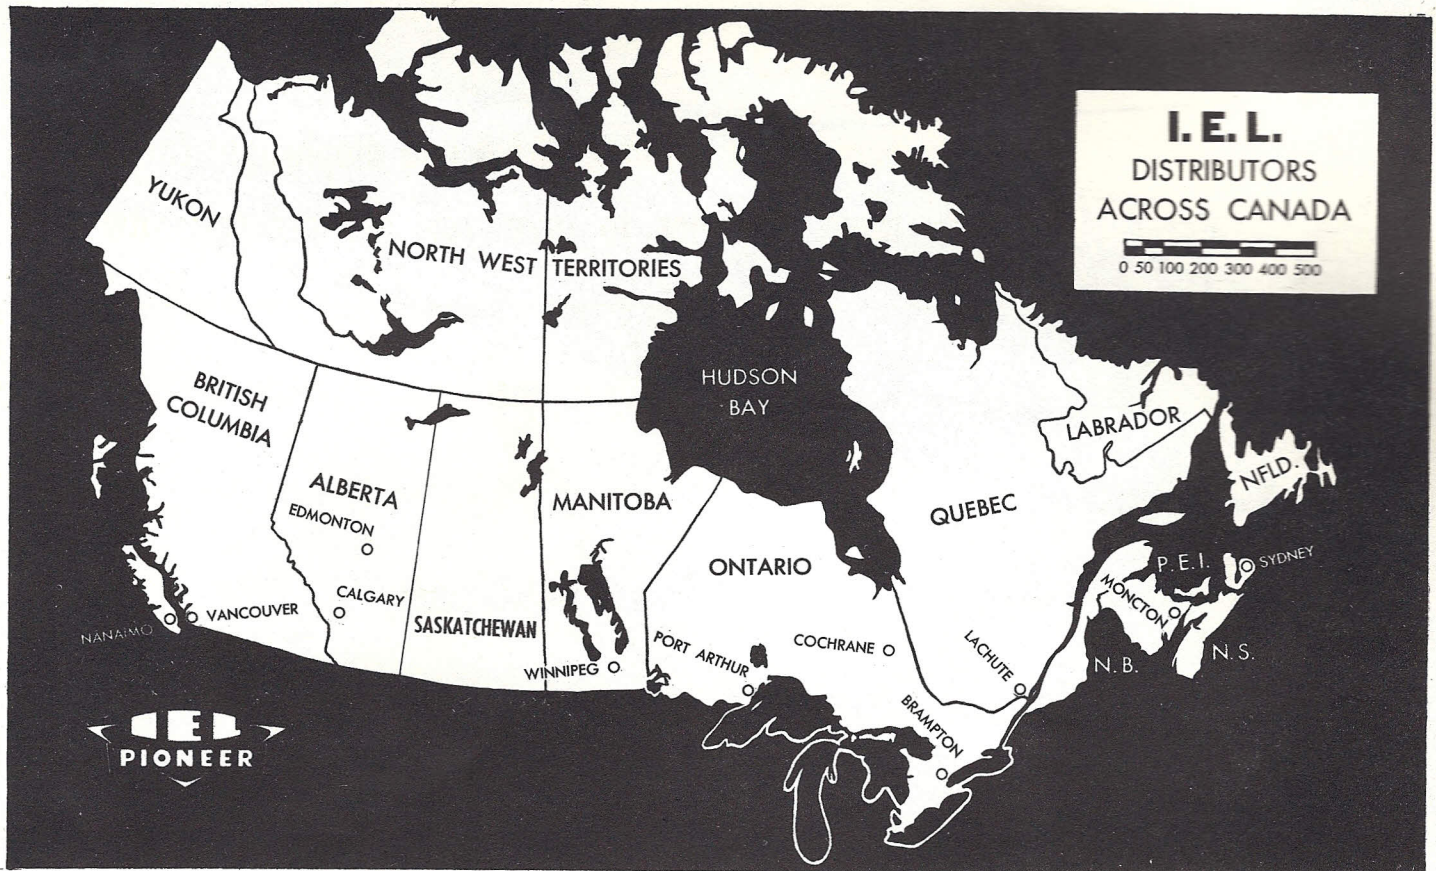 I. E. L.
DISTRIBUTORS
ACROSS CANADA
0 50 100 200 300 400 500
YUKON
NORTH WEST TERRITORIES
HUDSON
BAY
BRITISH
COLUMBIA
LABRADOR
NFLD.
ALBERTA
EDMONTON
MANITOBA
QUEBEC
ONTARIO
P. E. I.
SYDNEY
MONCTON
CALGARY
NANAIMO
VANCOUVER
SASKATCHEWAN
WINNIPEG
PORT ARTHUR
COCHRANE
LACHUTE
N. B.
N. S.
BRAMPTON
IEL
PIONEER